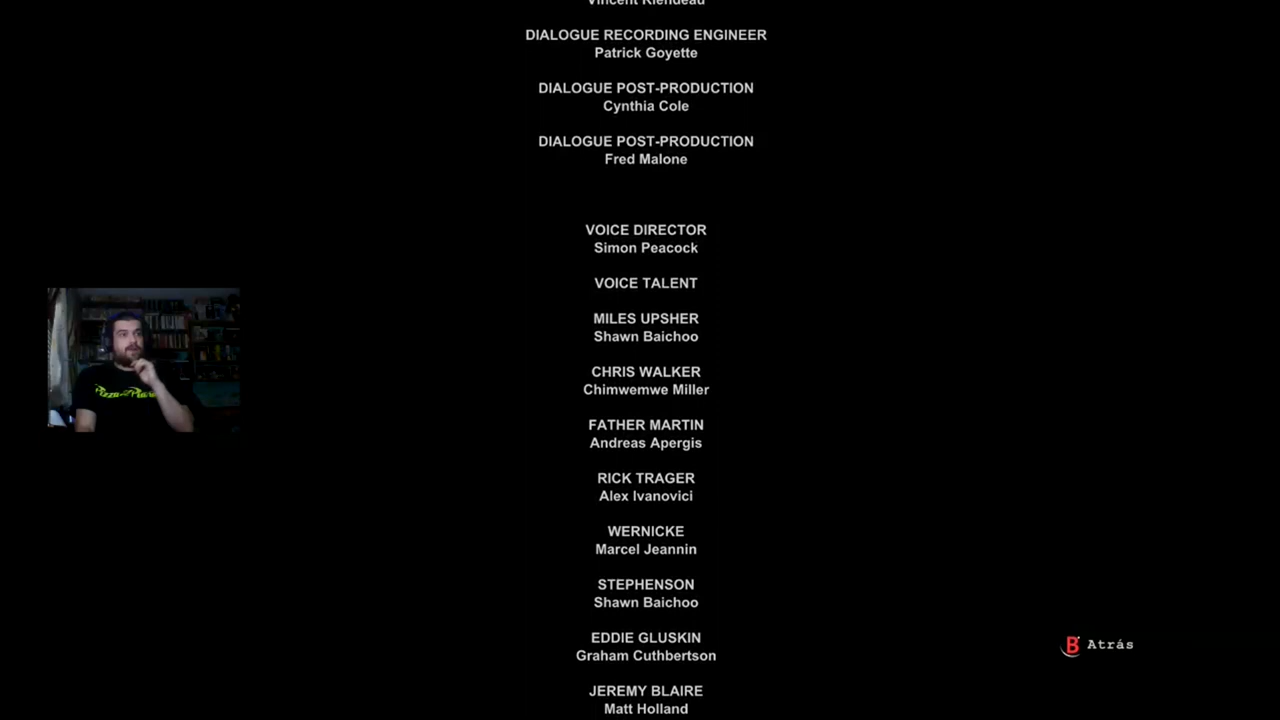 DIALOGUE RECORDING ENGINEER
Patrick Goyette
DIALOGUE POST-PRODUCTION
Cynthia Cole
DIALOGUE POST-PRODUCTION
Fred Malone
VOICE DIRECTOR
Simon Peacock
VOICE TALENT
MILES UPSHER
Shawn Baichoo
CHRIS WALKER
Chimwemwe Miller
FATHER MARTIN
Andreas Apergis
RICK TRAGER
Alex Ivanovici
WERNICKE
Marcel Jeannin
STEPHENSON
Shawn Baichoo
EDDIE GLUSKIN
Graham Cuthbertson
JEREMY BLAIRE
Matt Holland
B Atrás